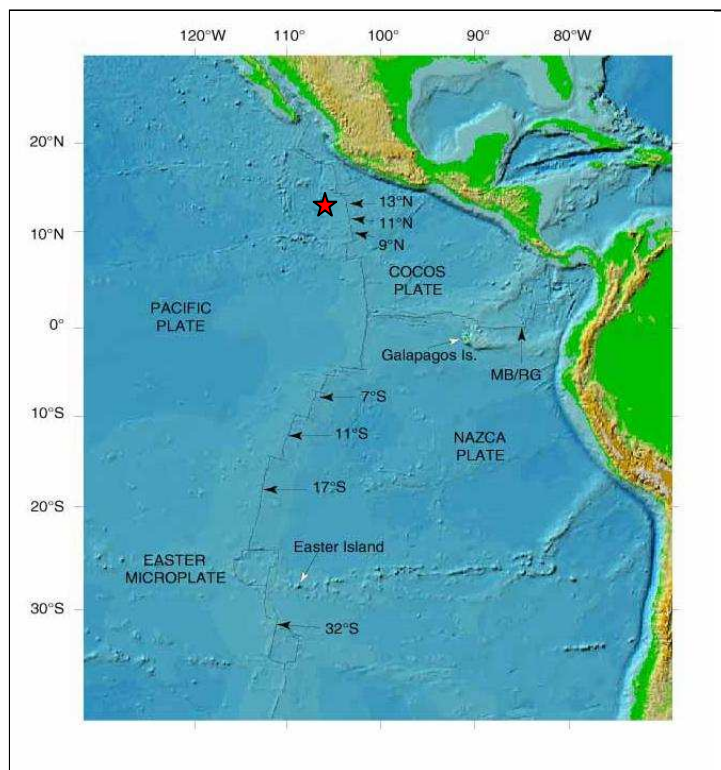 120°W 110° 100° 90° 80°W
20°N
13°N
11°N
10°N
9°N
COCOS
PLATE
PACIFIC
PLATE
0°
Galapagos Is.
MB/RG
7°S
10°S
11°S
NAZCA
PLATE
17°S
20°S
Easter Island
EASTER
MICROPLATE
30°S
32°S